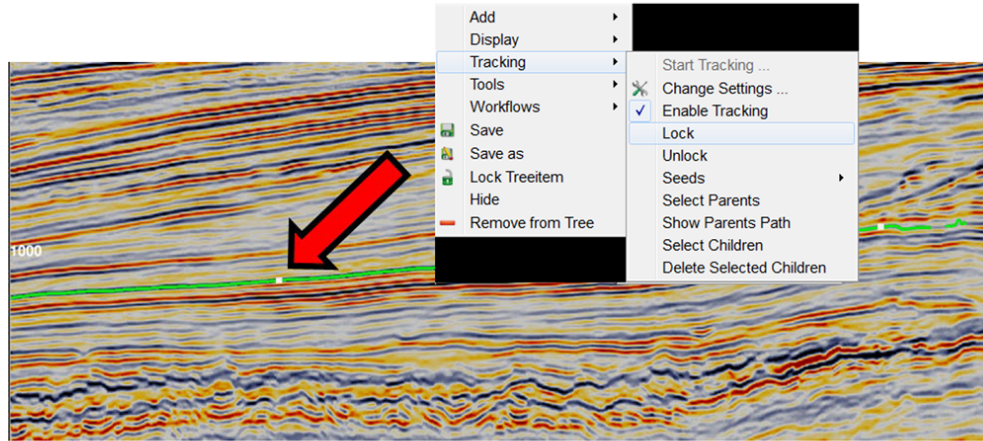 Add
Display
Tracking
Tools
Workflows
Save
Save as
Lock Treeitem
Hide
Remove from Tree
Start Tracking ...
Change Settings ...
Enable Tracking
Lock
Unlock
Seeds
Select Parents
Show Parents Path
Select Children
Delete Selected Children
1000